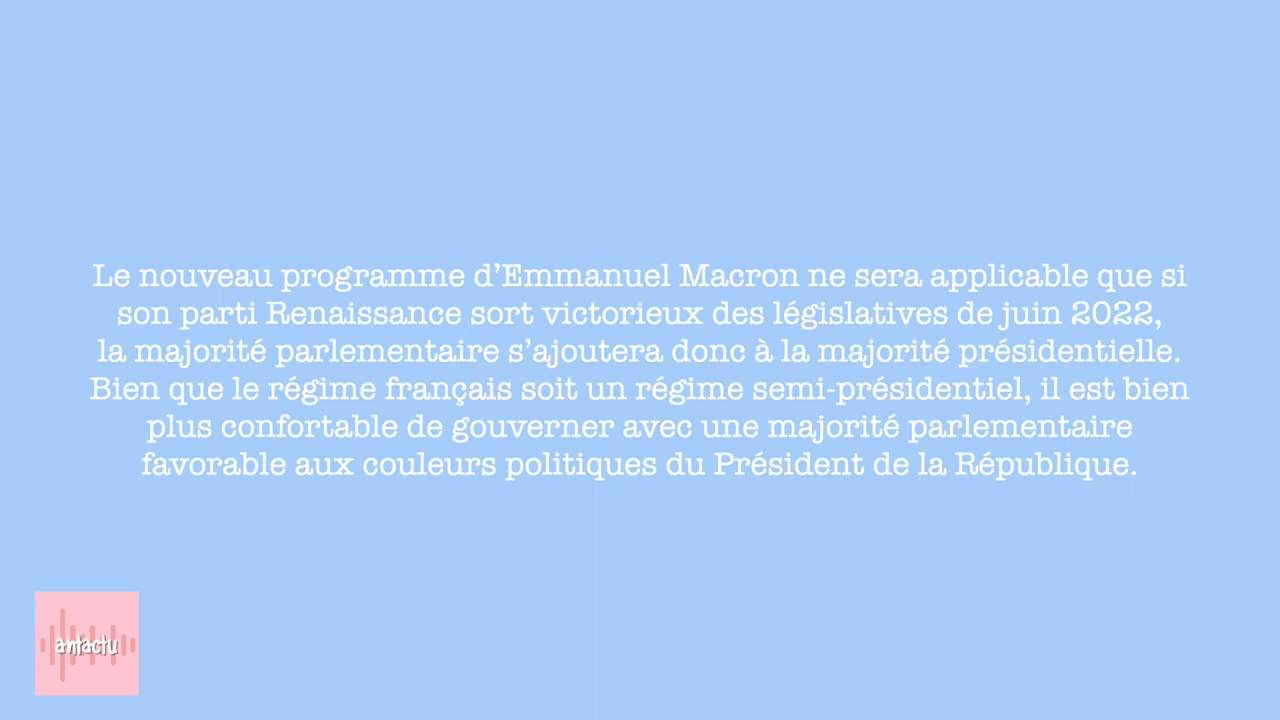 Le nouveau programme d’Emmanuel Macron ne sera applicable que si
son parti Renaissance sort victorieux des législatives de juin 2022,
la majorité parlementaire s’ajoutera donc à la majorité présidentielle.
Bien que le régime français soit un régime semi-présidentiel, il est bien
plus confortable de gouverner avec une majorité parlementaire
favorable aux couleurs politiques du Président de la République.
antactu